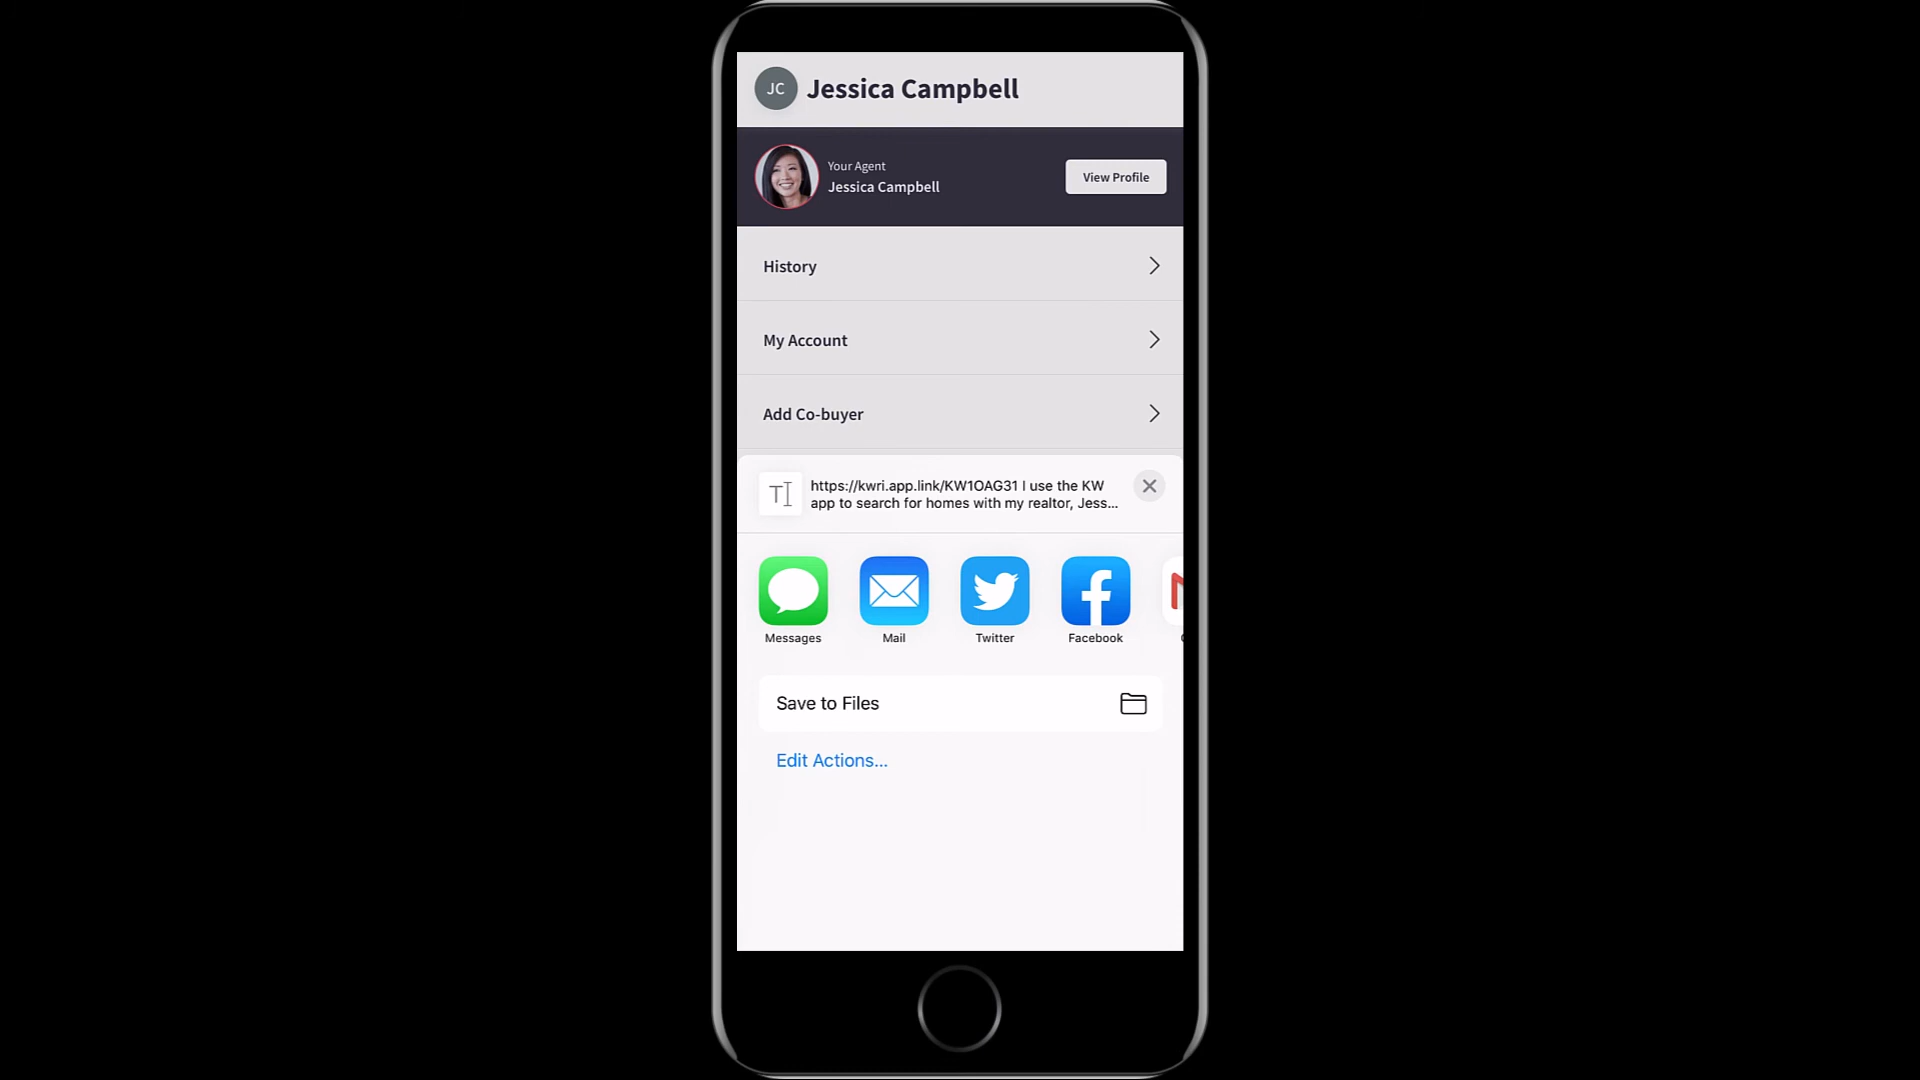 JC Jessica Campbell
Your Agent
Jessica Campbell
View Profile
History
My Account
Add Co-buyer
https://kwri.app.link/KW1OAG31 I use the KW
app to search for homes with my realtor, Jess...
Messages
Mail
Twitter
Facebook
Save to Files
Edit Actions...